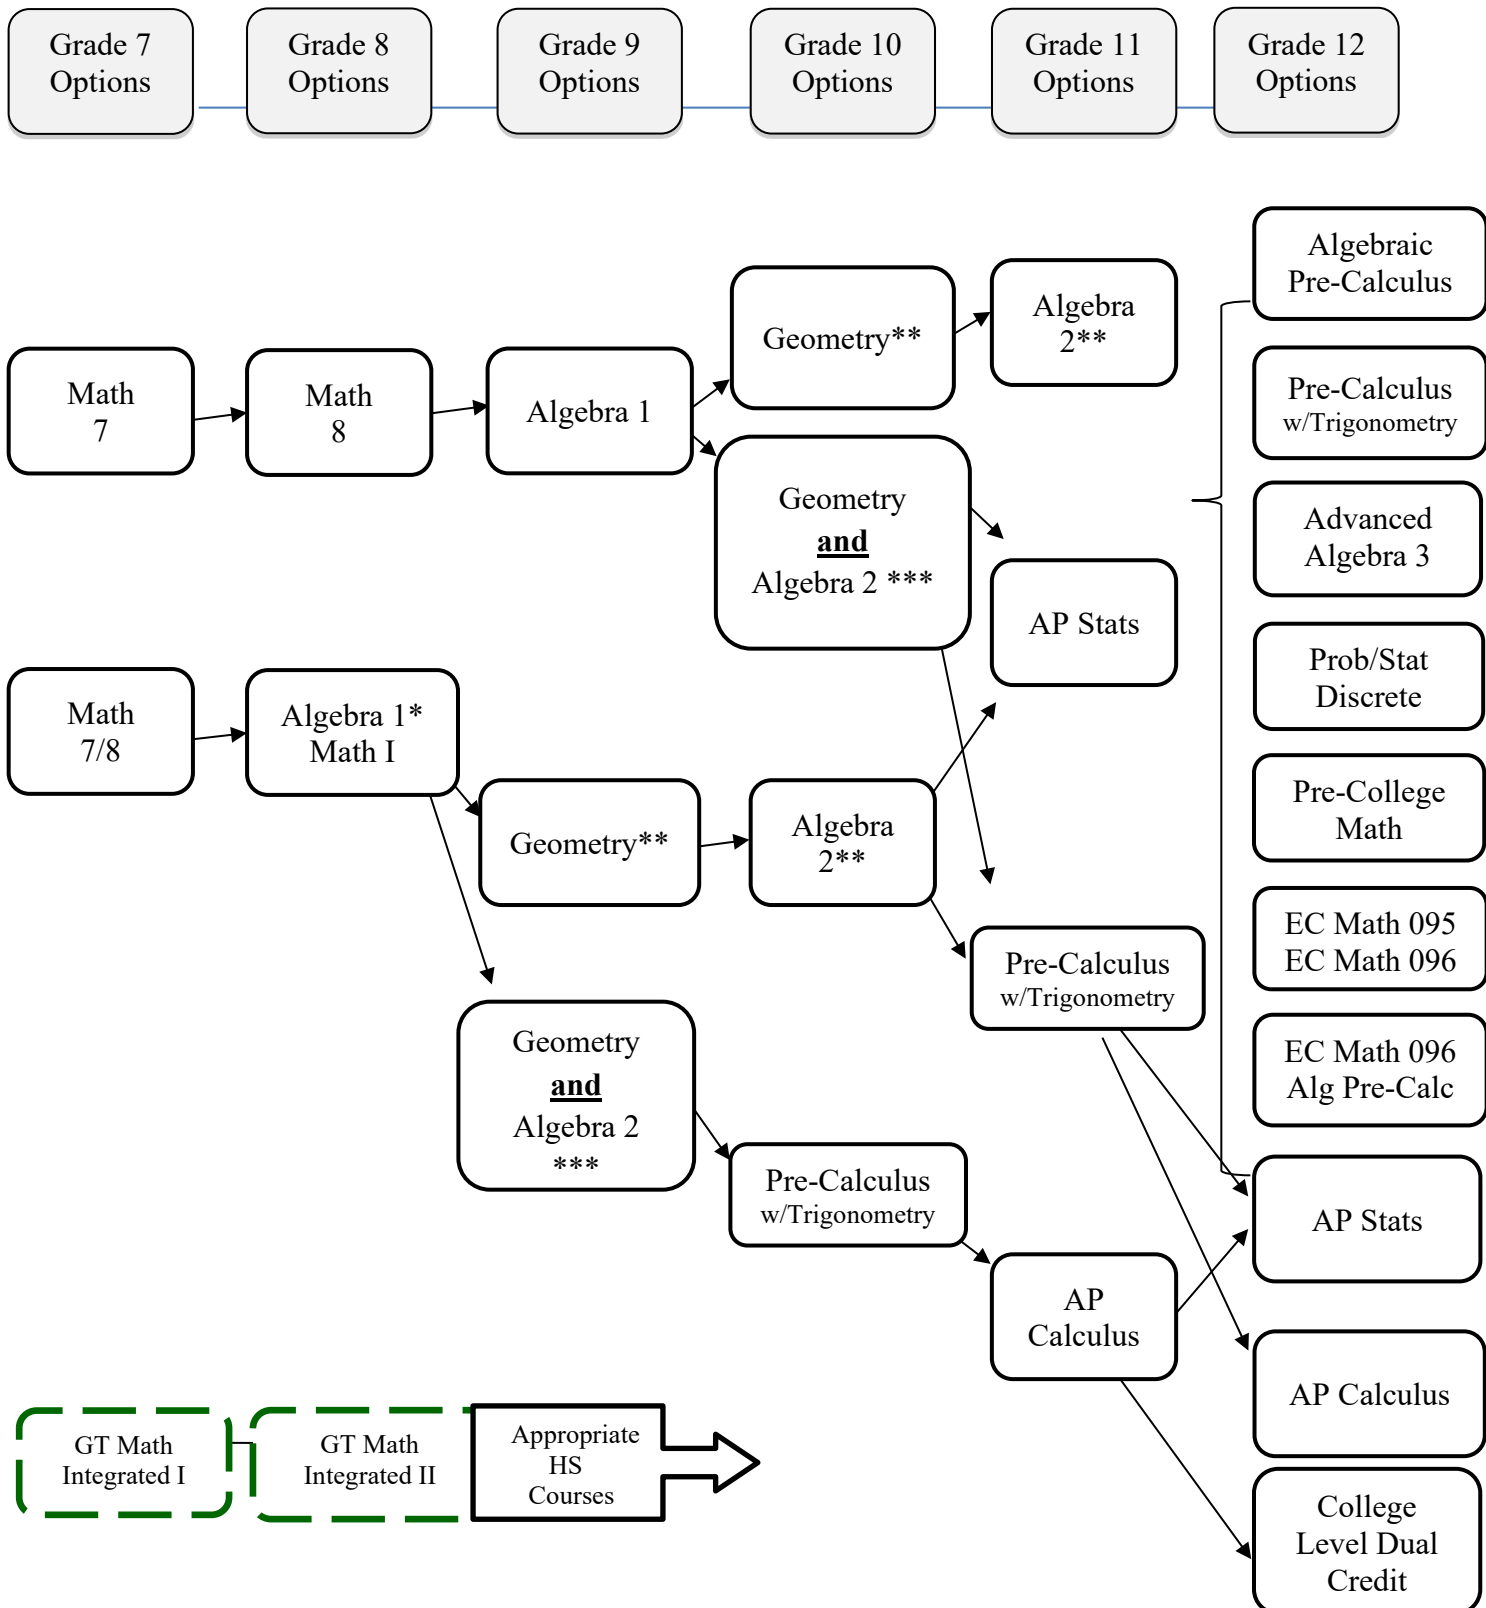 Grade 7
Options
Grade 8
Options
Grade 9
Options
Grade 10
Options
Grade 11
Options
Grade 12
Options
Math
7
Math
8
Algebra 1
Geometry**
Algebra
2**
Geometry
and
Algebra 2 ***
AP Stats
Math
7/8
Algebra 1*
Math I
Geometry**
Algebra
2**
Pre-Calculus
w/Trigonometry
Geometry
and
Algebra 2
***
Pre-Calculus
w/Trigonometry
AP
Calculus
Algebraic
Pre-Calculus
Pre-Calculus
w/Trigonometry
Advanced
Algebra 3
Prob/Stat
Discrete
Pre-College
Math
EC Math 095
EC Math 096
EC Math 096
Alg Pre-Calc
AP Stats
AP Calculus
College
Level Dual
Credit
GT Math
Integrated I
GT Math
Integrated II
Appropriate
HS
Courses